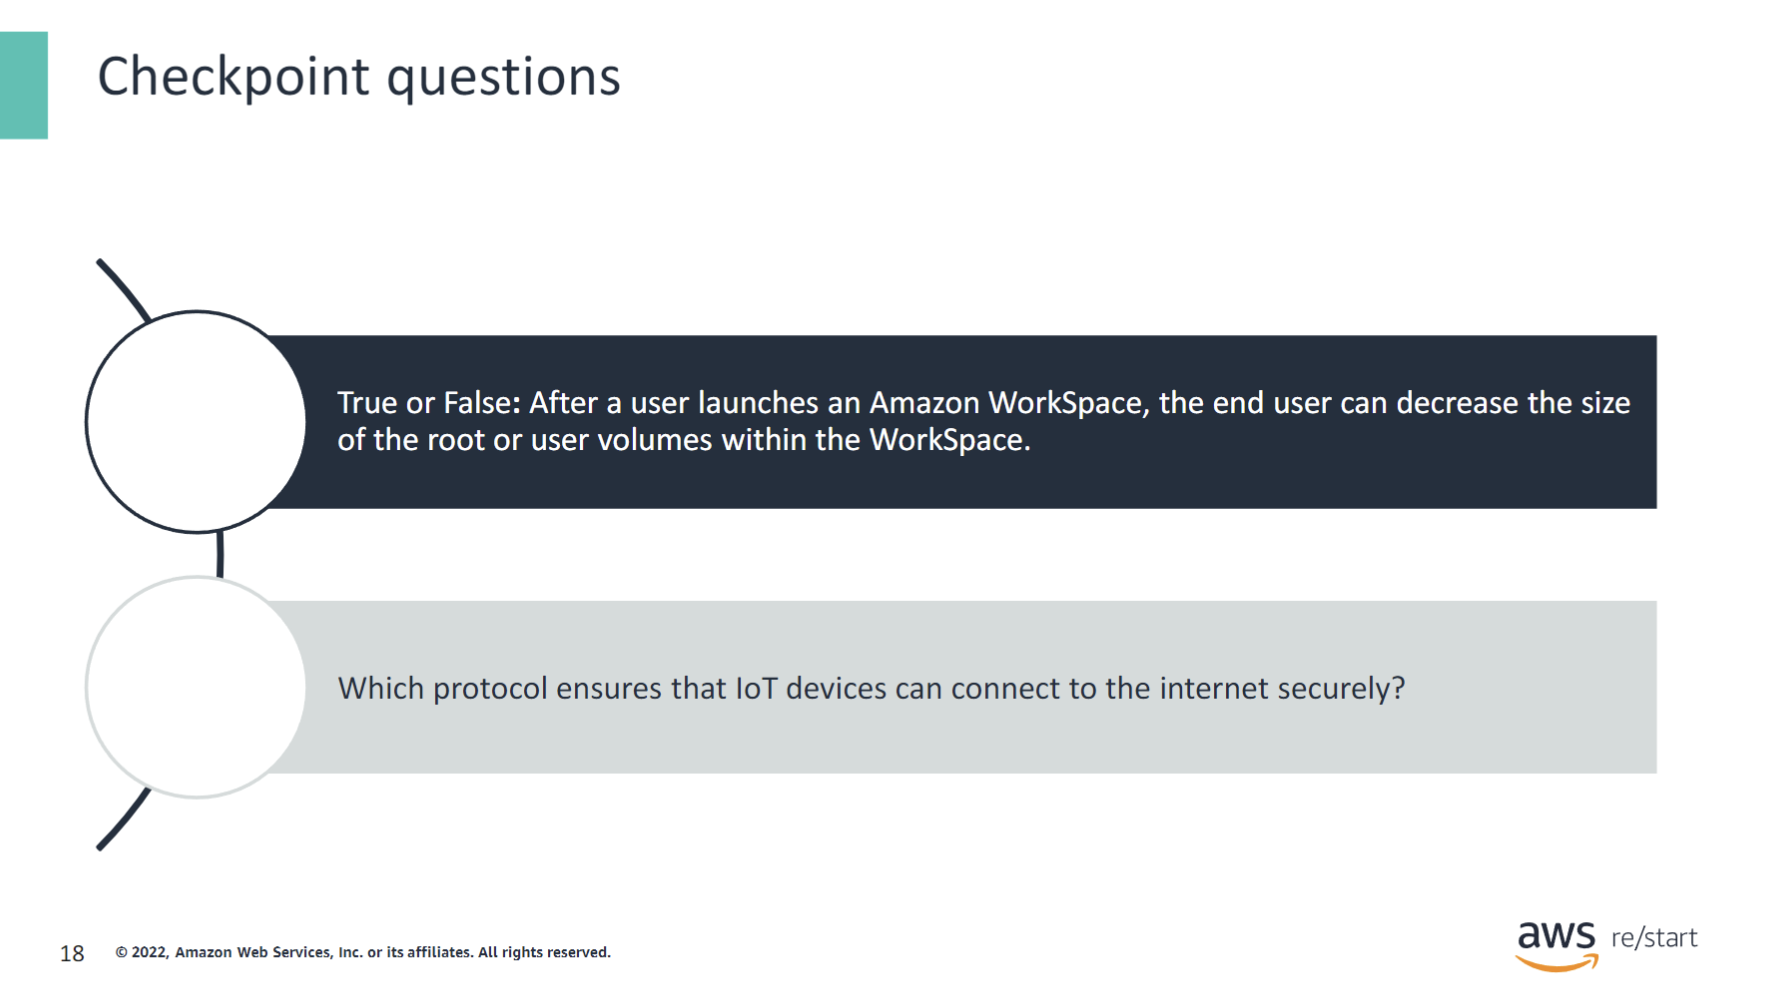 Checkpoint questions
True or False: After a user launches an Amazon WorkSpace, the end user can decrease the size
of the root or user volumes within the WorkSpace.
Which protocol ensures that IoT devices can connect to the internet securely?
18
© 2022, Amazon Web Services, Inc. or its affiliates. All rights reserved.
aws re/start